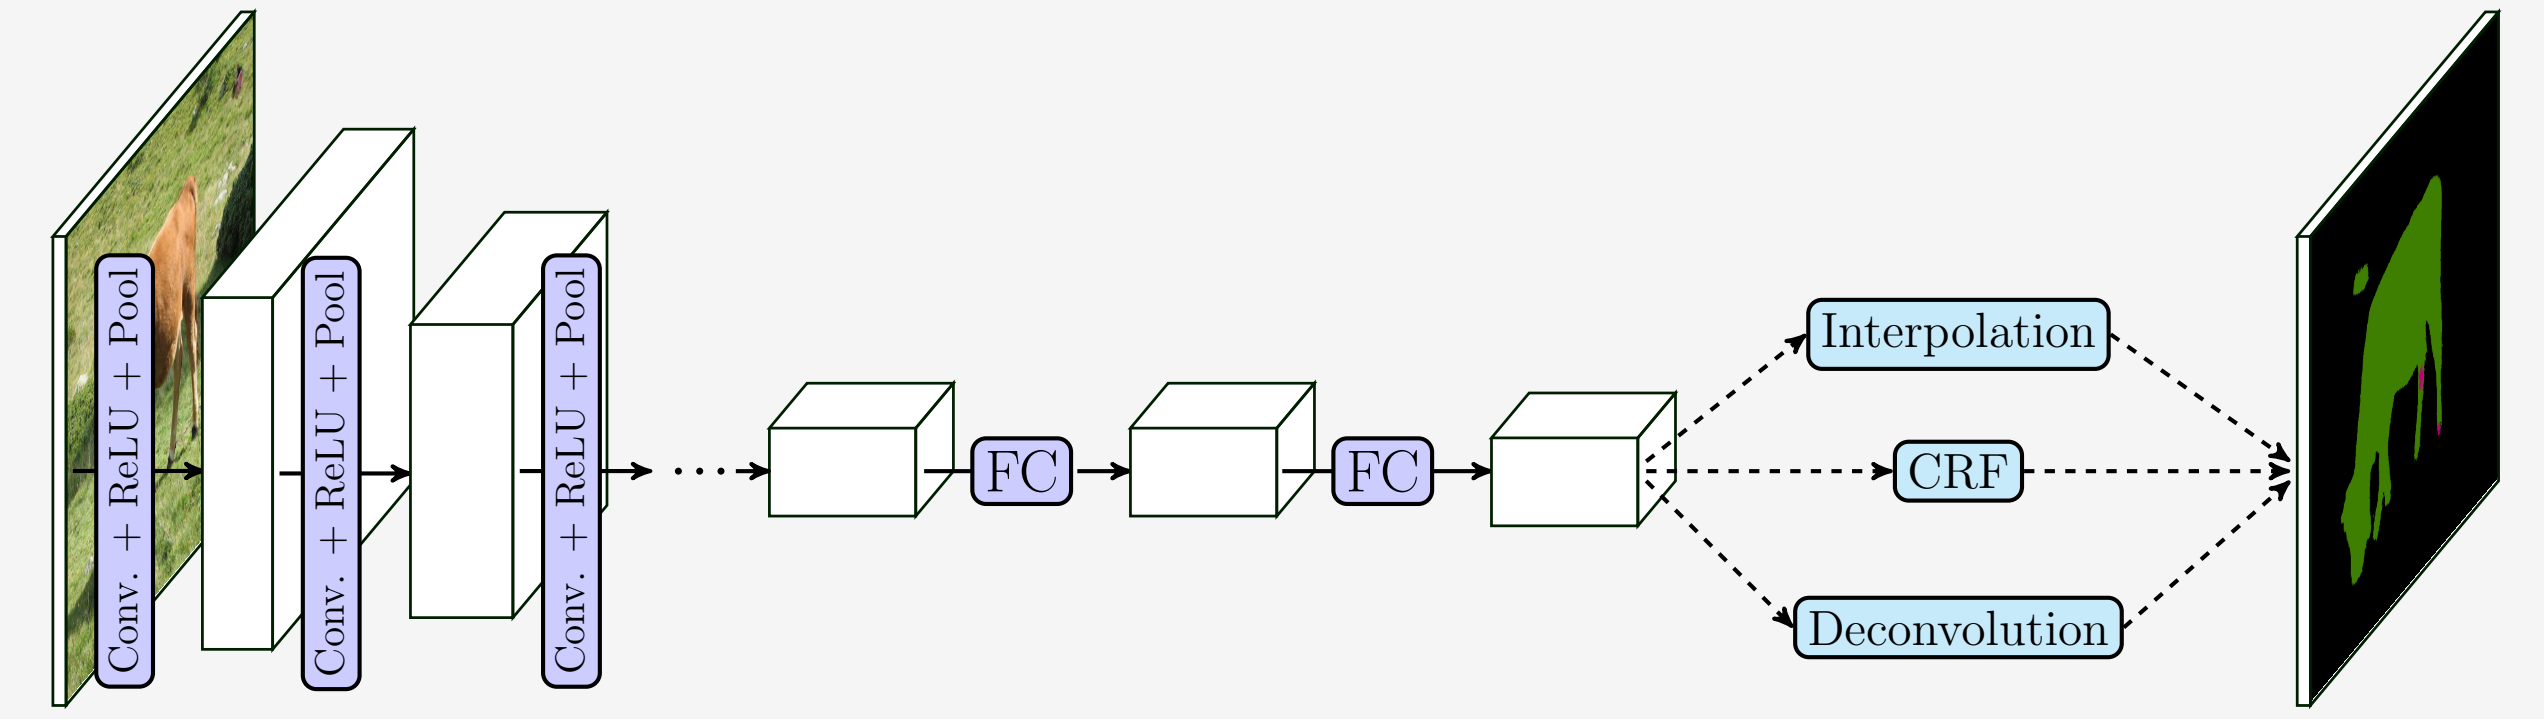 Conv. + ReLU + Pool
Conv. + ReLU + Pool
Conv. + ReLU + Pool
FC
FC
Interpolation
CRF
Deconvolution